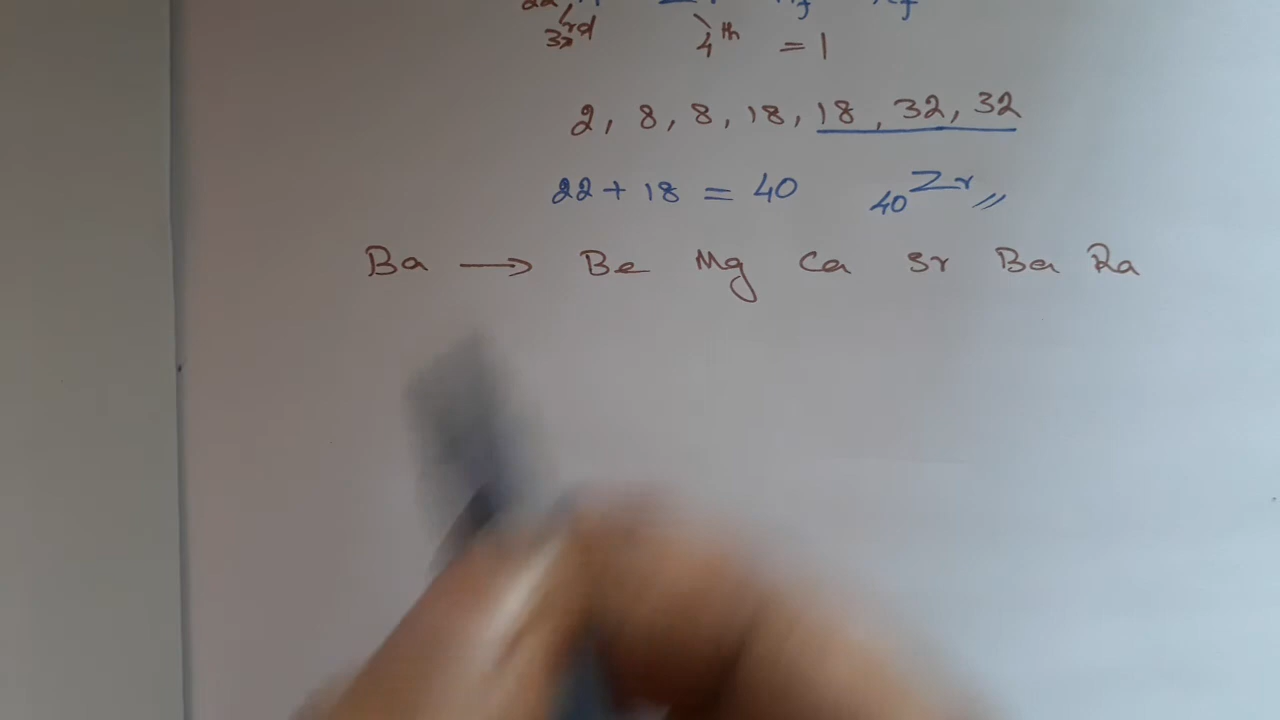 3rd 4th = 1
2, 8, 8, 18, 18, 32, 32
22 + 18 = 40 40Zr
Ba → Be Mg Ca Sr Ba Ra